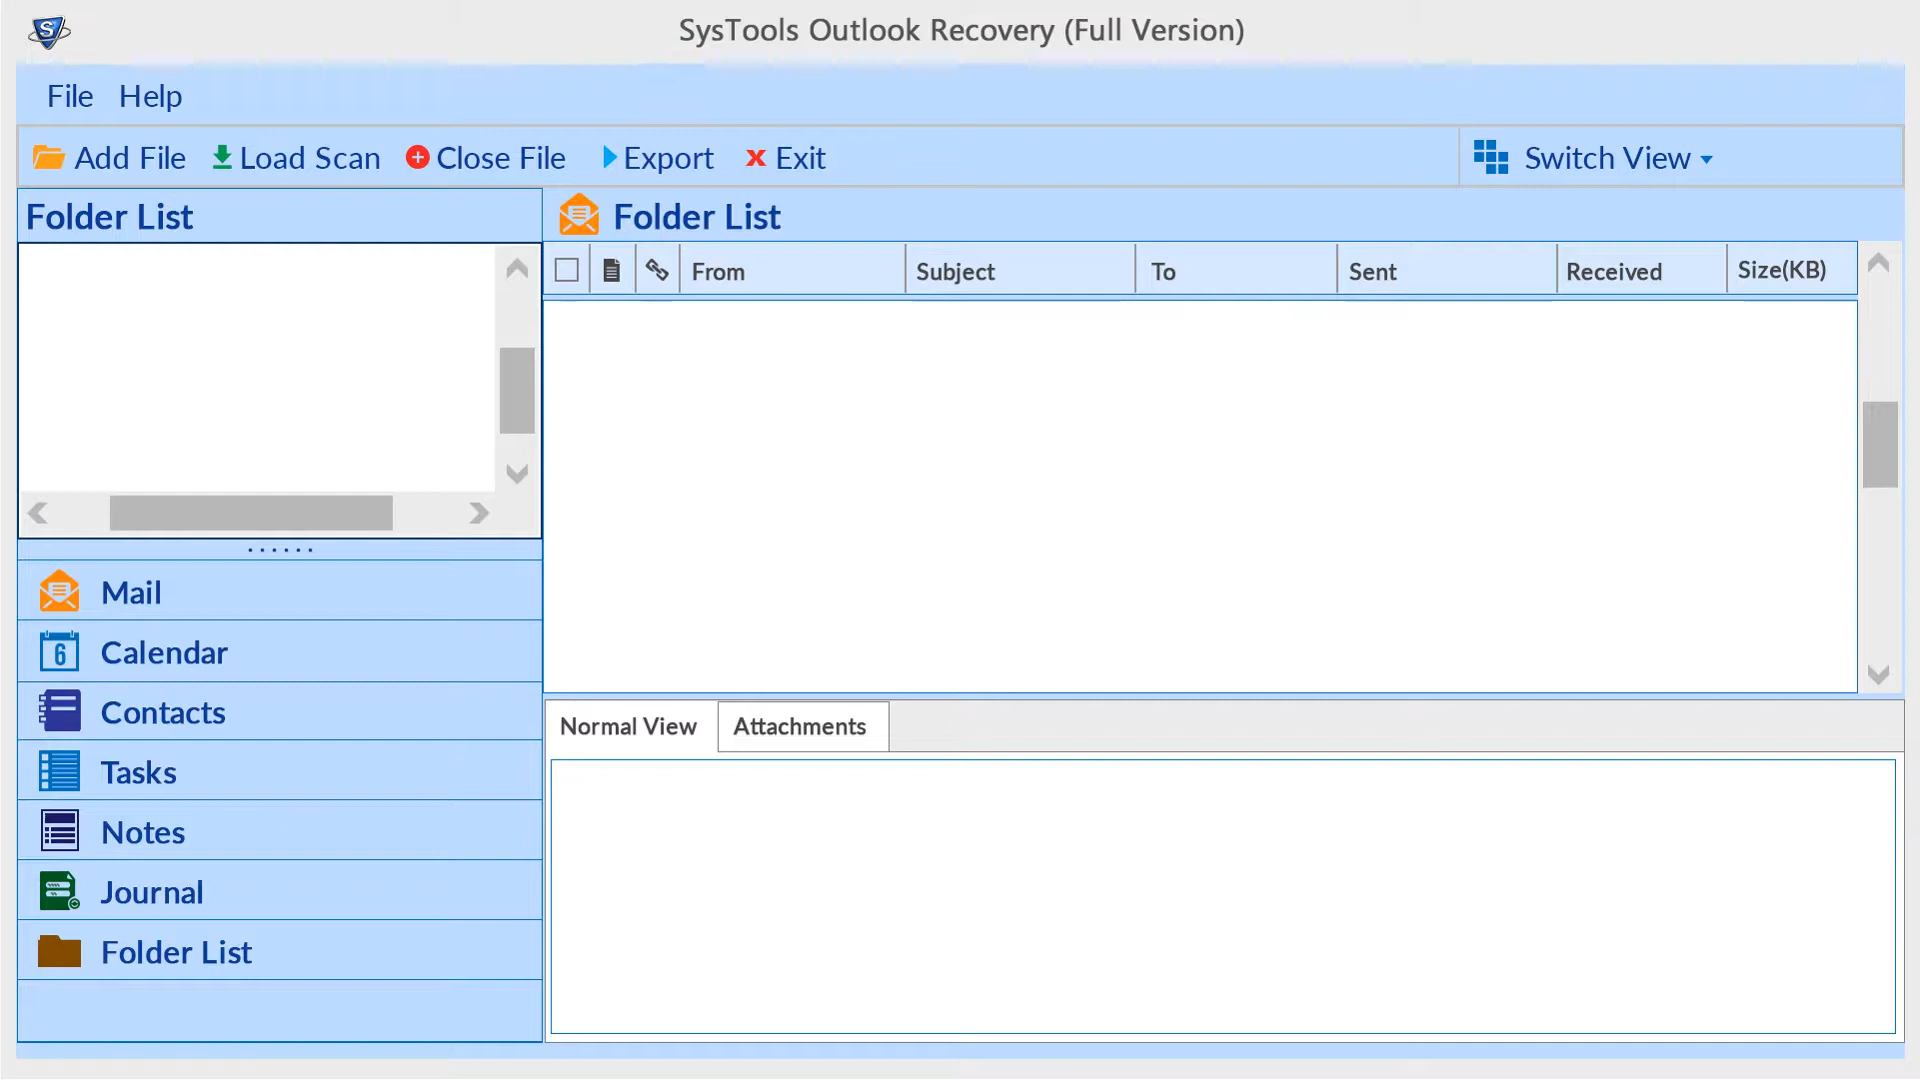 SysTools Outlook Recovery (Full Version)
File Help
Add File Load Scan Close File Export Exit Switch View
Folder List
Folder List
From Subject To Sent Received Size(KB)
Mail
6 Calendar
Contacts
Tasks
Notes
Journal
Folder List
Normal View Attachments